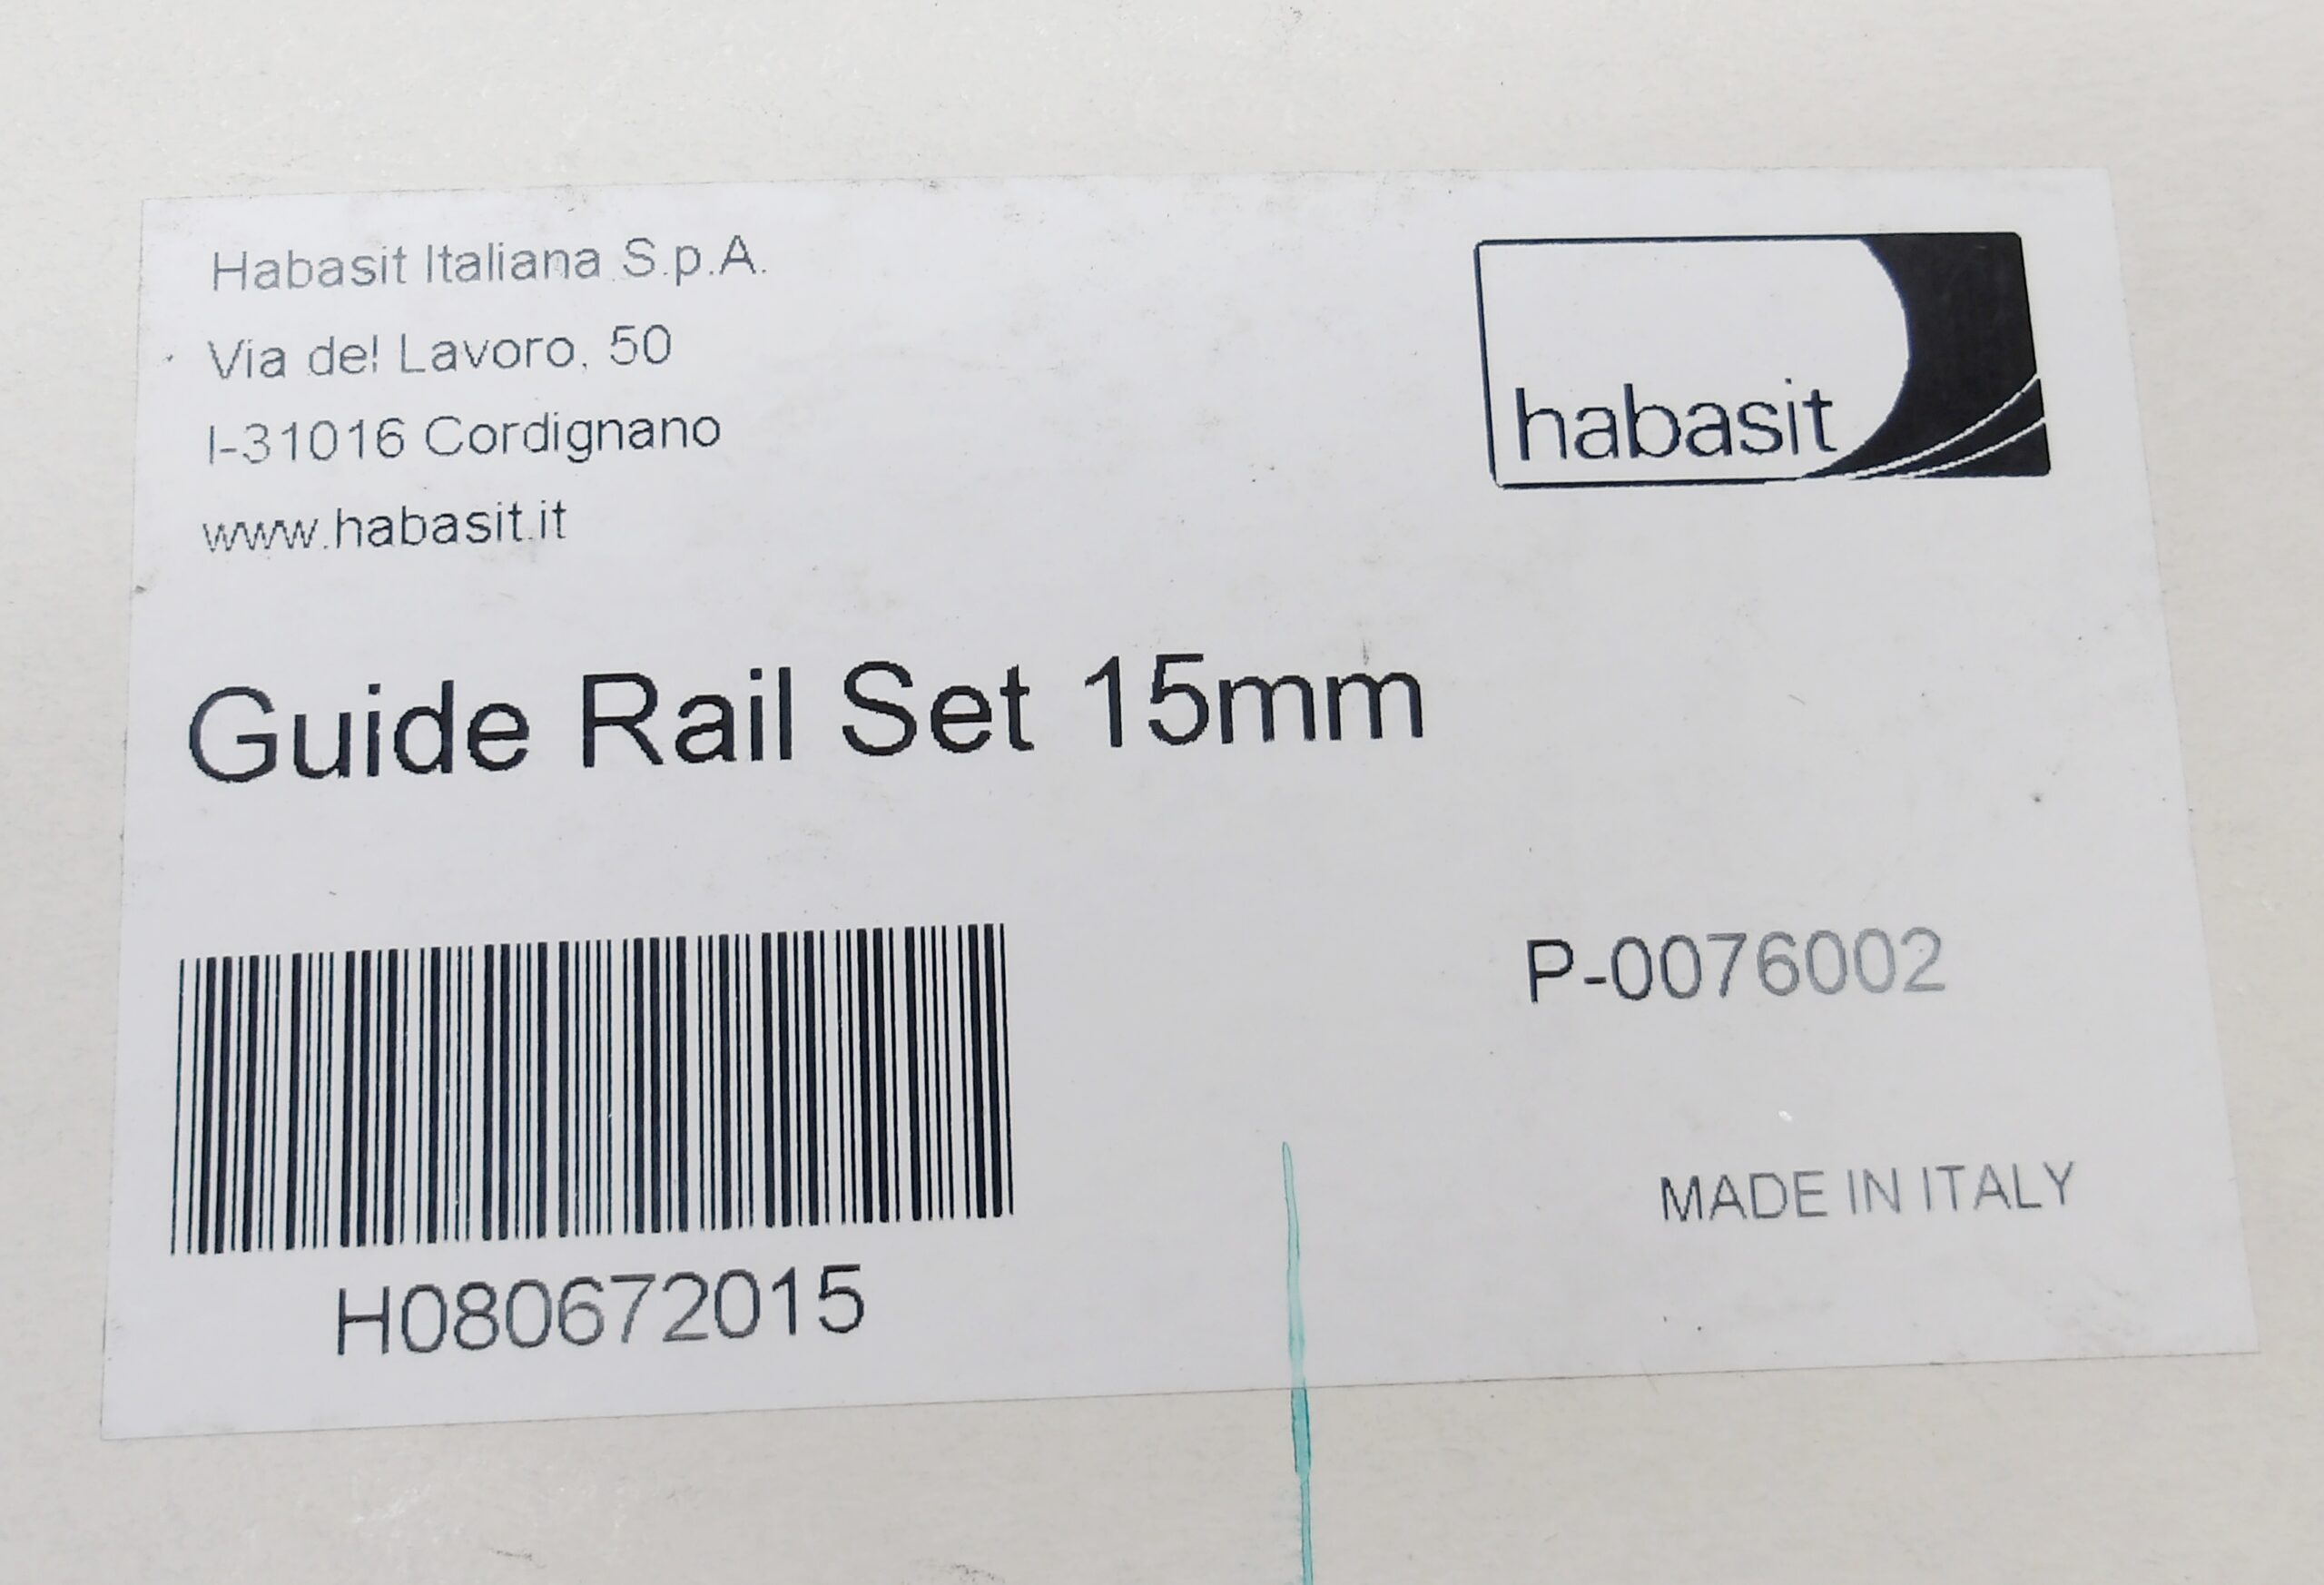 Habasit Italiana S.p.A.
Via del Lavoro, 50
I-31016 Cordignano
www.habasit.it
habasit
Guide Rail Set 15mm
P-0076002
MADE IN ITALY
H080672015